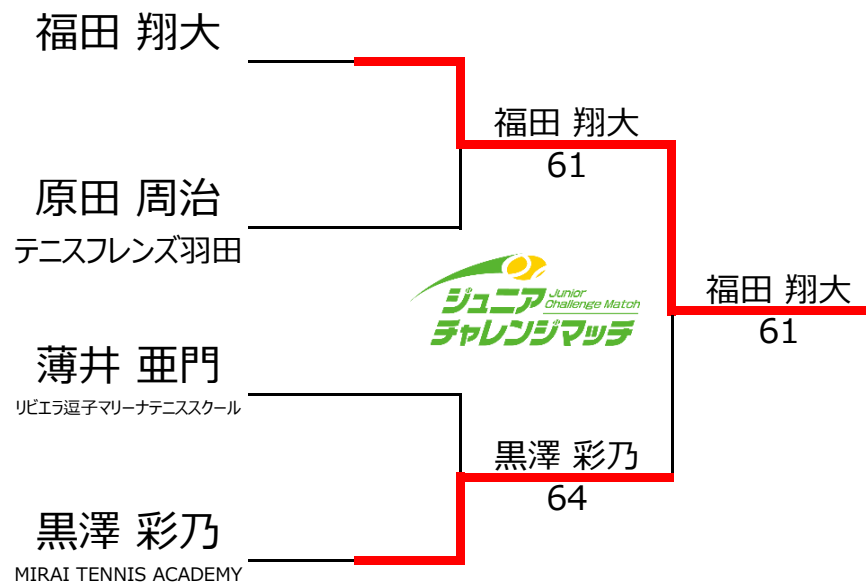 福田 翔大
福田 翔大
61
原田 周治
テニスフレンズ羽田
ジュニア Junior Challenge Match
チャレンジマッチ
福田 翔大
61
薄井 亜門
リビエラ逗子マリーナテニススクール
黒澤 彩乃
64
黒澤 彩乃
MIRAI TENNIS ACADEMY